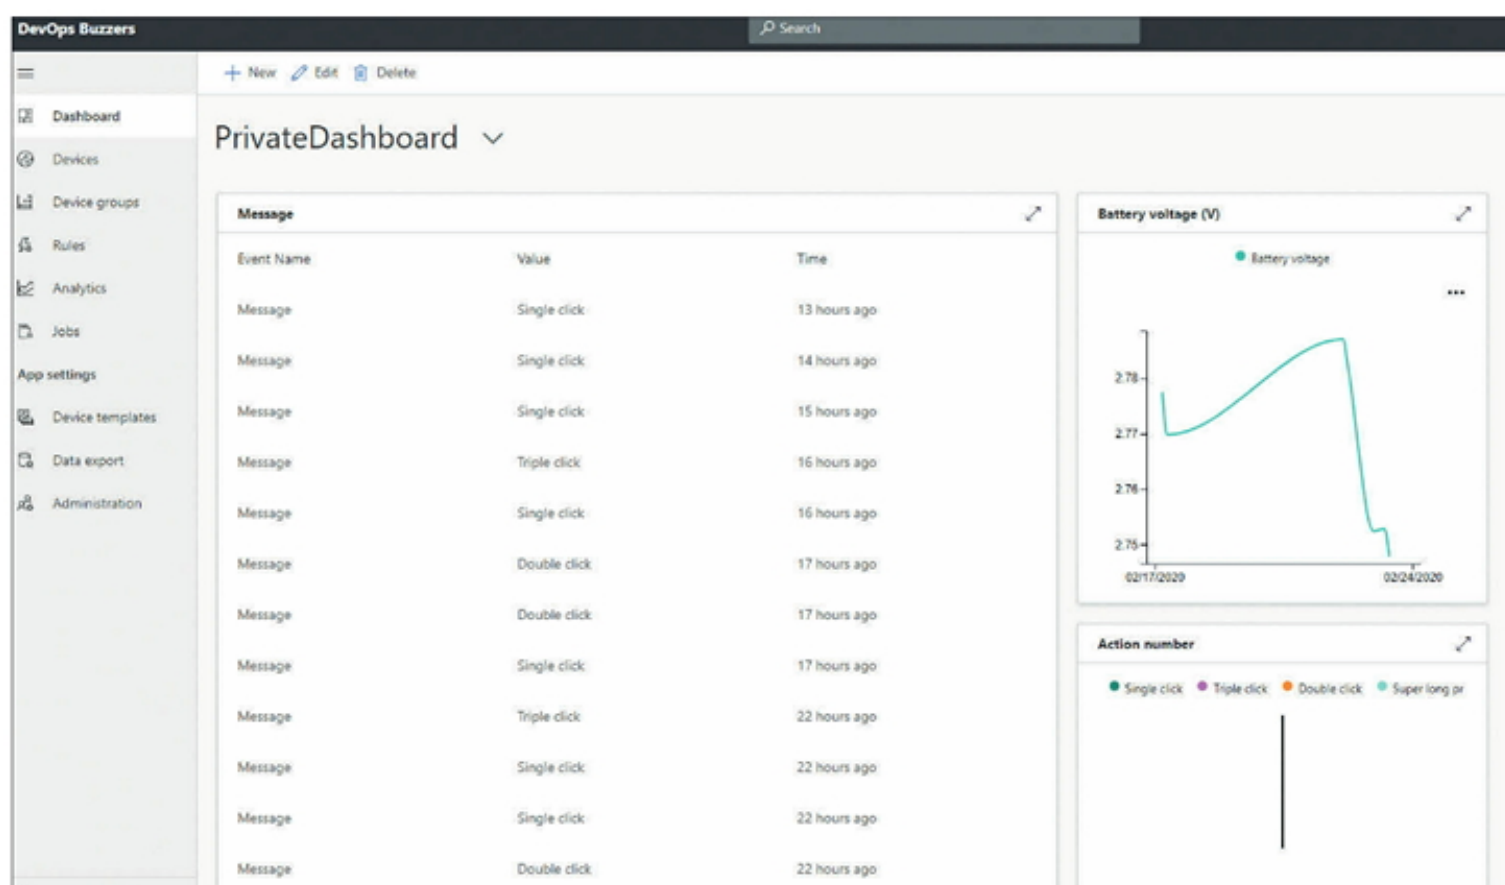 DevOps Buzzers
Search
New Edit Delete
Dashboard
Devices
Device groups
Rules
Analytics
Jobs
App settings
Device templates
Data export
Administration
PrivateDashboard
Message
Event Name Value Time
Message Single click 13 hours ago
Message Single click 14 hours ago
Message Single click 15 hours ago
Message Triple click 16 hours ago
Message Single click 16 hours ago
Message Double click 17 hours ago
Message Double click 17 hours ago
Message Single click 17 hours ago
Message Triple click 22 hours ago
Message Single click 22 hours ago
Message Single click 22 hours ago
Message Double click 22 hours ago
Battery voltage (V)
Battery voltage
...
2.78
2.77
2.76
2.75
02/17/2020 02/24/2020
Action number
Single click Triple click Double click Super long pr